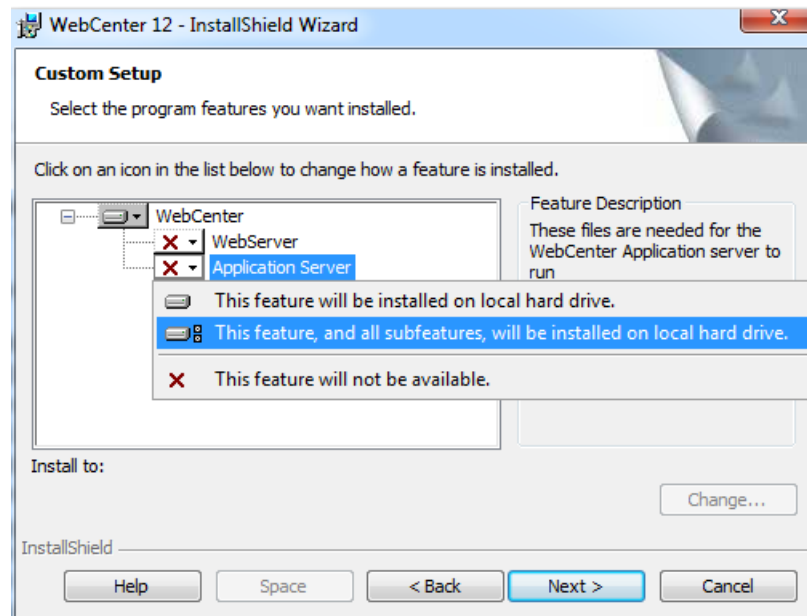 WebCenter 12 - InstallShield Wizard
Custom Setup
Select the program features you want installed.
Click on an icon in the list below to change how a feature is installed.
WebCenter
WebServer
Application Server
Feature Description
These files are needed for the
WebCenter Application server to
run
This feature will be installed on local hard drive.
This feature, and all subfeatures, will be installed on local hard drive.
This feature will not be available.
Install to:
Change...
InstallShield
Help
Space
< Back
Next >
Cancel